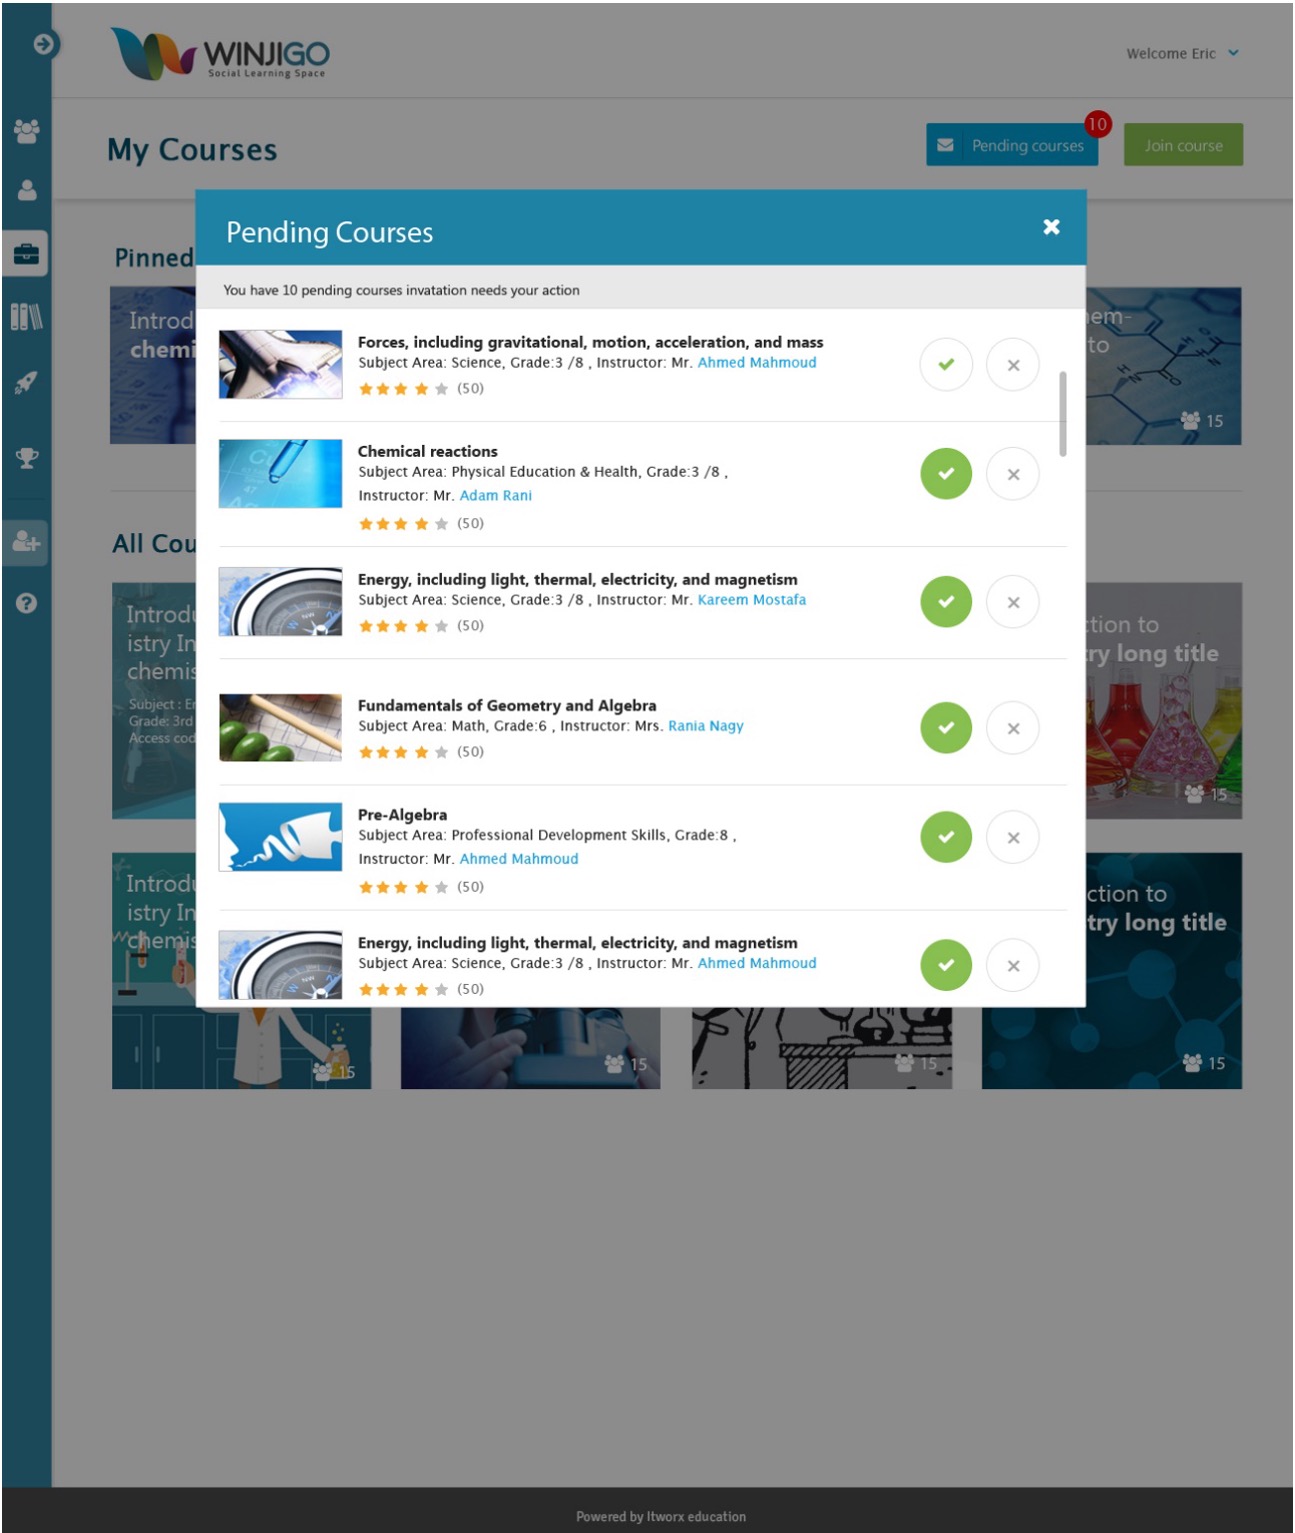 WINJIGO
Social Learning Space
Welcome Eric
My Courses
10
Pending courses
Join course
Pending Courses
You have 10 pending courses invatation needs your action
Pinned
Introd
chemi
hem-
to
15
Forces, including gravitational, motion, acceleration, and mass
Subject Area: Science, Grade:3 /8 , Instructor: Mr. Ahmed Mahmoud
(50)
Chemical reactions
Subject Area: Physical Education & Health, Grade:3 /8 ,
Instructor: Mr. Adam Rani
(50)
All Cou
Energy, including light, thermal, electricity, and magnetism
Subject Area: Science, Grade:3 /8 , Instructor: Mr. Kareem Mostafa
(50)
Introdu
istry In
chemis
Subject : En
Grade: 3rd
Access cod
ction to
try long title
15
Fundamentals of Geometry and Algebra
Subject Area: Math, Grade:6 , Instructor: Mrs. Rania Nagy
(50)
Pre-Algebra
Subject Area: Professional Development Skills, Grade:8 ,
Instructor: Mr. Ahmed Mahmoud
(50)
Introdu
istry In
chemis
ction to
try long title
Energy, including light, thermal, electricity, and magnetism
Subject Area: Science, Grade:3 /8 , Instructor: Mr. Ahmed Mahmoud
(50)
15
15
15
15
Powered by Itworx education